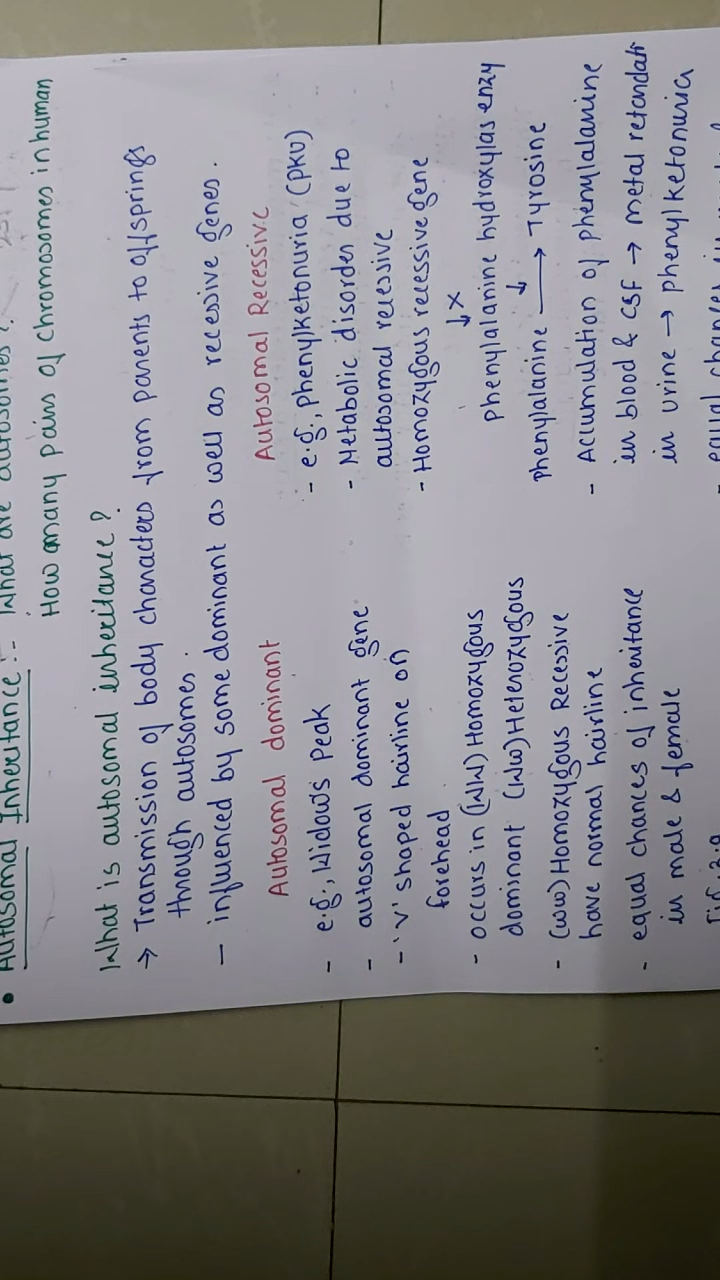 • Autosomal Inheritance :- What are autosomes?
How many pairs of chromosomes in human
What is autosomal inheritance?
→ Transmission of body characters from parents to offsprings
through autosomes.
- influenced by some dominant as well as recessive genes.
Autosomal dominant
- e.g., Widow's Peak
- autosomal dominant gene
- 'V' shaped hairline on
forehead
- occurs in (WW) Homozygous
dominant (Ww) Heterozygous
- (ww) Homozygous Recessive
have normal hairline
- equal chances of inheritance
in male & female
Autosomal Recessive
- e.g., phenylketonuria (PKU)
- Metabolic disorder due to
autosomal recessive
- Homozygous recessive gene
↓ x
phenylalanine hydroxylas enzy
↓
phenylalanine → Tyrosine
- Accumulation of phenylalanine
in blood & CSF → metal retardati
in urine → phenylketonuria